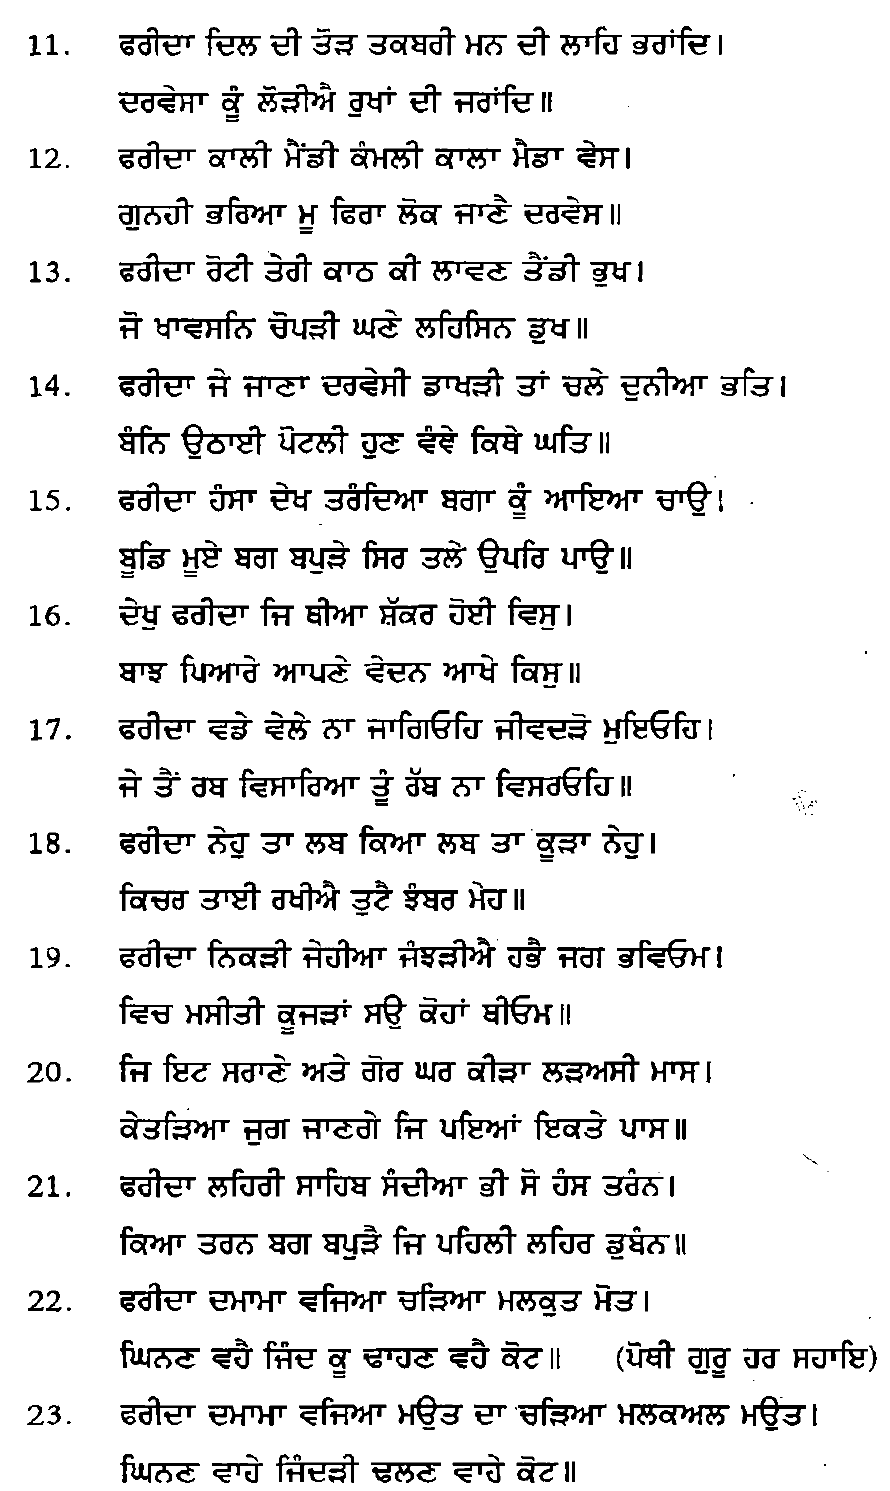 11. ਫਰੀਦਾ ਦਿਲ ਦੀ ਤੋੜ ਤਕਬਰੀ ਮਨ ਦੀ ਲਾਹਿ ਭਰਾਂਦਿ।
ਦਰਵੇਸਾ ਕੂੰ ਲੋੜੀਐ ਰੁਖਾਂ ਦੀ ਜਰਾਂਦਿ॥
12. ਫਰੀਦਾ ਕਾਲੀ ਮੈਂਡੀ ਕੰਮਲੀ ਕਾਲਾ ਮੈਡਾ ਵੇਸ।
ਗੁਨਹੀ ਭਰਿਆ ਮੂ ਫਿਰਾ ਲੋਕ ਜਾਣੈ ਦਰਵੇਸ॥
13. ਫਰੀਦਾ ਰੋਟੀ ਤੇਰੀ ਕਾਠ ਕੀ ਲਾਵਣ ਤੈਂਡੀ ਭੁਖ।
ਜੋ ਖਾਵਸਨਿ ਚੋਪੜੀ ਘਣੇ ਲਹਿਸਿਨ ਡੁਖ॥
14. ਫਰੀਦਾ ਜੇ ਜਾਣਾ ਦਰਵੇਸੀ ਡਾਖੜੀ ਤਾਂ ਚਲੇ ਦੁਨੀਆ ਭਤਿ।
ਬੰਨਿ ਉਠਾਈ ਪੋਟਲੀ ਹੁਣ ਵੰਞੇ ਕਿਥੇ ਘਤਿ॥
15. ਫਰੀਦਾ ਹੰਸਾ ਦੇਖ ਤਰੰਦਿਆ ਬਗਾ ਕੂੰ ਆਇਆ ਚਾਉ।
ਬੂਡਿ ਮੂਏ ਬਗ ਬਪੁੜੇ ਸਿਰ ਤਲੇ ਉਪਰਿ ਪਾਉ॥
16. ਦੇਖੁ ਫਰੀਦਾ ਜਿ ਥੀਆ ਸ਼ੱਕਰ ਹੋਈ ਵਿਸੁ।
ਬਾਝ ਪਿਆਰੇ ਆਪਣੇ ਵੇਦਨ ਆਖੇ ਕਿਸੁ॥
17. ਫਰੀਦਾ ਵਡੇ ਵੇਲੇ ਨਾ ਜਾਗਿਓਹਿ ਜੀਵਦੜੋ ਮੁਇਓਹਿ।
ਜੇ ਤੈਂ ਰਬ ਵਿਸਾਰਿਆ ਤੂੰ ਰੱਬ ਨਾ ਵਿਸਰਓਹਿ॥
18. ਫਰੀਦਾ ਨੇਹੁ ਤਾ ਲਬ ਕਿਆ ਲਬ ਤਾ ਕੂੜਾ ਨੇਹੁ।
ਕਿਚਰ ਤਾਈ ਰਖੀਐ ਤੁਟੈ ਝੰਬਰ ਮੇਹ॥
19. ਫਰੀਦਾ ਨਿਕੜੀ ਜੇਹੀਆ ਜੰਝੜੀਐ ਹਭੈ ਜਗ ਭਵਿਓਮ।
ਵਿਚ ਮਸੀਤੀ ਕੂਜੜਾਂ ਸਉ ਕੋਹਾਂ ਥੀਓਮ॥
20. ਜਿ ਇਟ ਸਰਾਣੇ ਅਤੇ ਗੋਰ ਘਰ ਕੀੜਾ ਲੜਅਸੀ ਮਾਸ।
ਕੇਤੜਿਆ ਜੁਗ ਜਾਣਗੇ ਜਿ ਪਇਆਂ ਇਕਤੇ ਪਾਸ॥
21. ਫਰੀਦਾ ਲਹਿਰੀ ਸਾਹਿਬ ਸੰਦੀਆ ਭੀ ਸੋ ਹੰਸ ਤਰੰਨ।
ਕਿਆ ਤਰਨ ਬਗ ਬਪੁੜੈ ਜਿ ਪਹਿਲੀ ਲਹਿਰ ਡੁਬੰਨ॥
22. ਫਰੀਦਾ ਦਮਾਮਾ ਵਜਿਆ ਚੜਿਆ ਮਲਕੁਤ ਮੋਤ।
ਘਿਨਣ ਵਹੈ ਜਿੰਦ ਕੂ ਢਾਹਣ ਵਹੈ ਕੋਟ॥ (ਪੋਥੀ ਗੁਰੂ ਹਰ ਸਹਾਇ)
23. ਫਰੀਦਾ ਦਮਾਮਾ ਵਜਿਆ ਮਉਤ ਦਾ ਚੜਿਆ ਮਲਕਅਲ ਮਉਤ।
ਘਿਨਣ ਵਾਹੇ ਜਿੰਦੜੀ ਢਲਣ ਵਾਹੇ ਕੋਟ॥